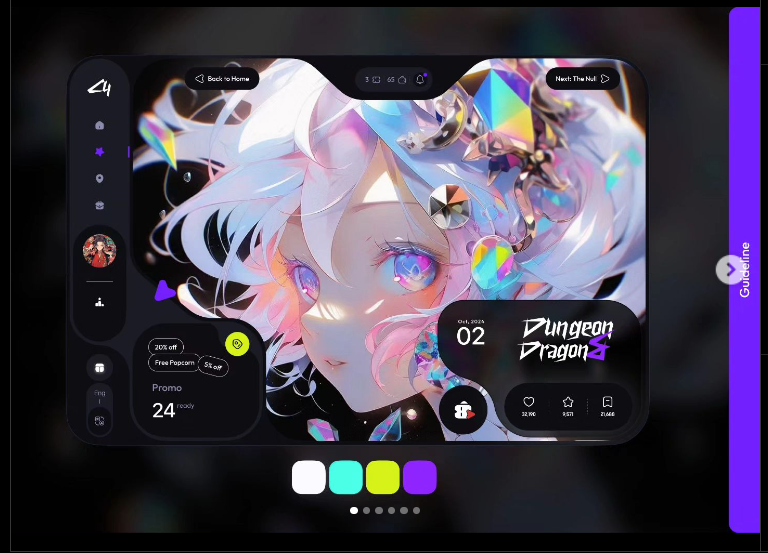 Back to Home
3
65
Next: The Null
Guideline
Oct, 2024
02
Dungeon
Dragon&
20% off
Free Popcorn
5% off
Promo
24 ready
Eng
32,190
9,571
21,688